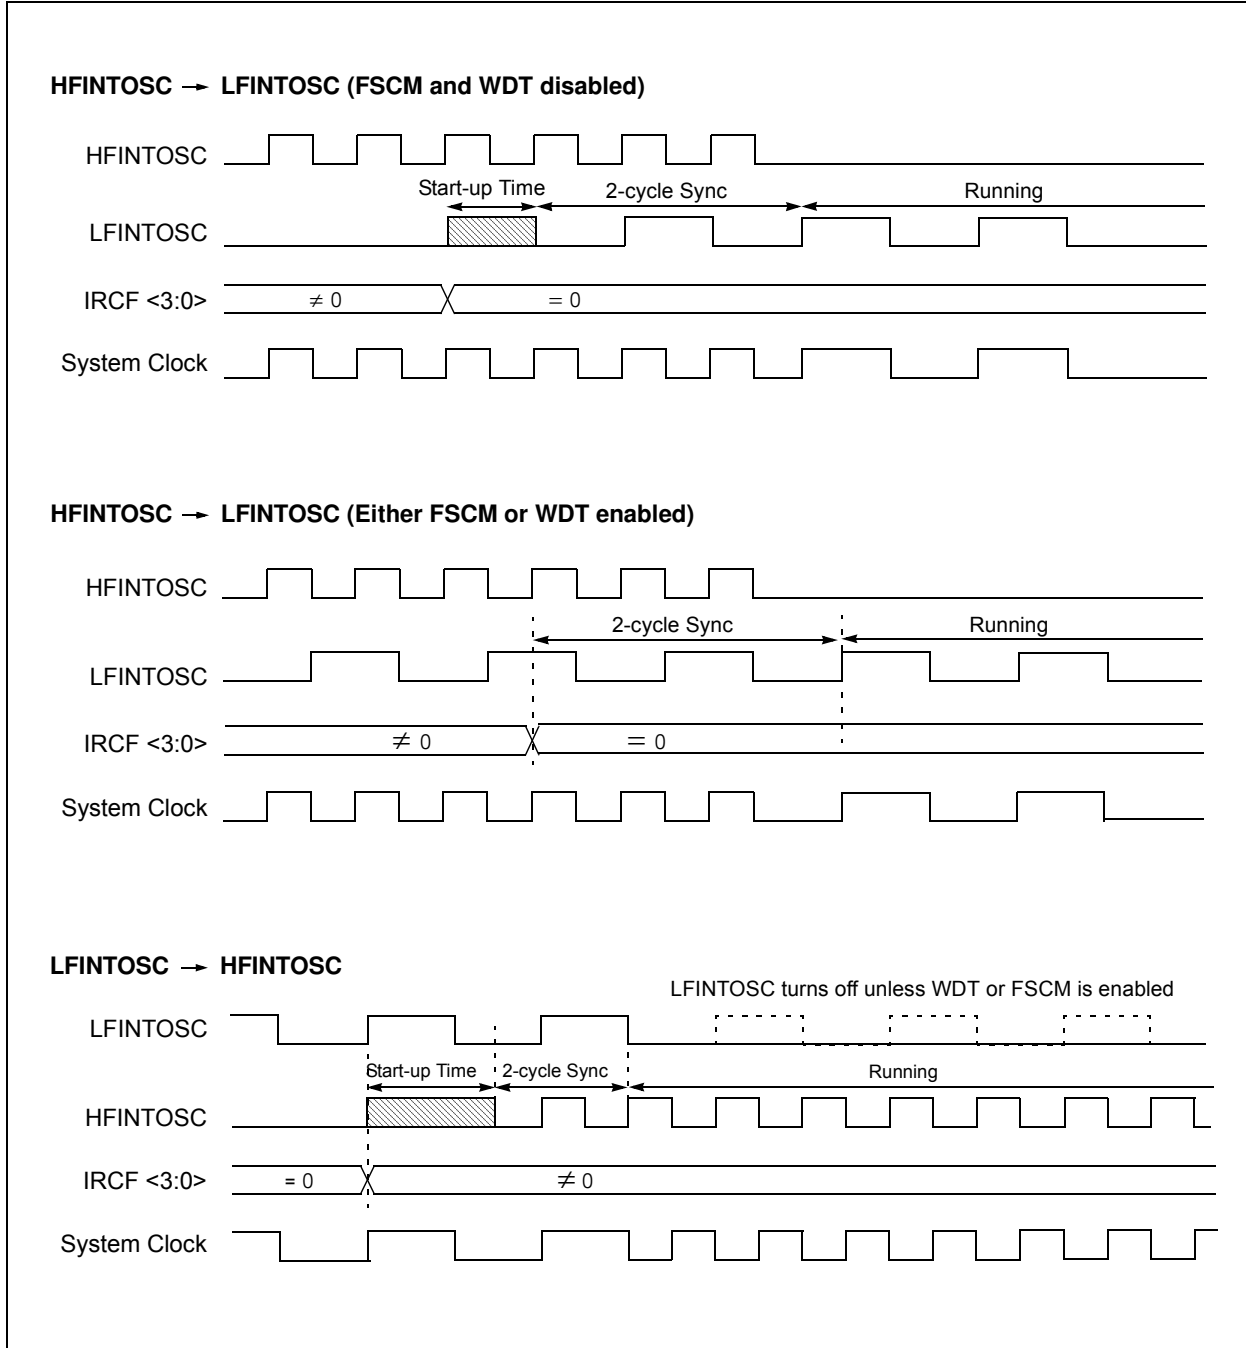 HFINTOSC → LFINTOSC (FSCM and WDT disabled)
HFINTOSC
Start-up Time 2-cycle Sync Running
LFINTOSC
IRCF <3:0> ≠ 0 = 0
System Clock
HFINTOSC → LFINTOSC (Either FSCM or WDT enabled)
HFINTOSC
2-cycle Sync Running
LFINTOSC
IRCF <3:0> ≠ 0 = 0
System Clock
LFINTOSC → HFINTOSC
LFINTOSC turns off unless WDT or FSCM is enabled
LFINTOSC
Start-up Time 2-cycle Sync Running
HFINTOSC
IRCF <3:0> = 0 ≠ 0
System Clock